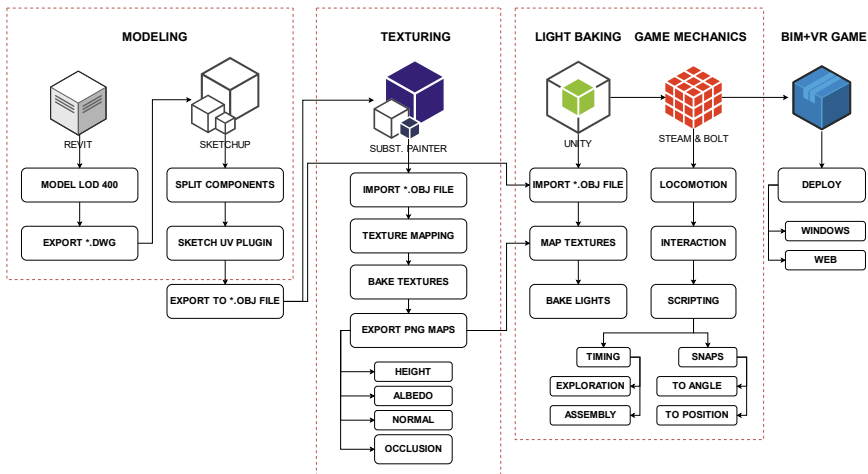 MODELING
REVIT
SKETCHUP
MODEL LOD 400
EXPORT *.DWG
SPLIT COMPONENTS
SKETCH UV PLUGIN
EXPORT TO *.OBJ FILE
TEXTURING
SUBST. PAINTER
IMPORT *.OBJ FILE
TEXTURE MAPPING
BAKE TEXTURES
EXPORT PNG MAPS
HEIGHT
ALBEDO
NORMAL
OCCLUSION
LIGHT BAKING
UNITY
IMPORT *.OBJ FILE
MAP TEXTURES
BAKE LIGHTS
GAME MECHANICS
STEAM & BOLT
LOCOMOTION
INTERACTION
SCRIPTING
TIMING
EXPLORATION
ASSEMBLY
SNAPS
TO ANGLE
TO POSITION
BIM+VR GAME
DEPLOY
WINDOWS
WEB